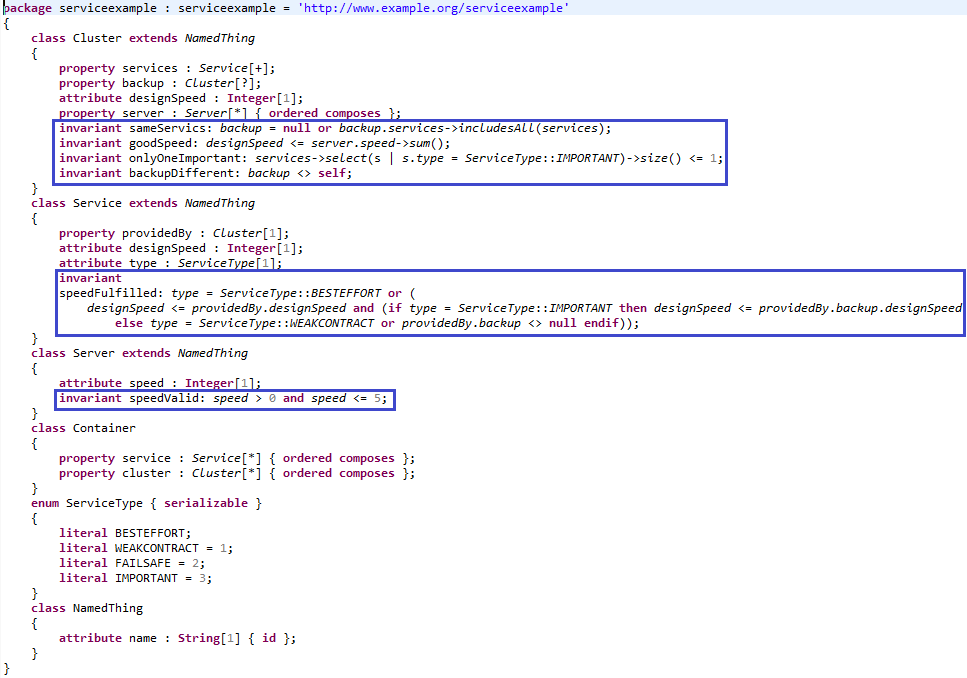 package serviceexample : serviceexample = 'http://www.example.org/serviceexample'
{
    class Cluster extends NamedThing
    {
        property services : Service[+];
        property backup : Cluster[?];
        attribute designSpeed : Integer[1];
        property server : Server[*] { ordered composes };
        invariant sameServics: backup = null or backup.services->includesAll(services);
        invariant goodSpeed: designSpeed <= server.speed->sum();
        invariant onlyOneImportant: services->select(s | s.type = ServiceType::IMPORTANT)->size() <= 1;
        invariant backupDifferent: backup <> self;
    }
    class Service extends NamedThing
    {
        property providedBy : Cluster[1];
        attribute designSpeed : Integer[1];
        attribute type : ServiceType[1];
        invariant
        speedFulfilled: type = ServiceType::BESTEFFORT or (
            designSpeed <= providedBy.designSpeed and (if type = ServiceType::IMPORTANT then designSpeed <= providedBy.backup.designSpeed
                else type = ServiceType::WEAKCONTRACT or providedBy.backup <> null endif));
    }
    class Server extends NamedThing
    {
        attribute speed : Integer[1];
        invariant speedValid: speed > 0 and speed <= 5;
    }
    class Container
    {
        property service : Service[*] { ordered composes };
        property cluster : Cluster[*] { ordered composes };
    }
    enum ServiceType { serializable }
    {
        literal BESTEFFORT;
        literal WEAKCONTRACT = 1;
        literal FAILSAFE = 2;
        literal IMPORTANT = 3;
    }
    class NamedThing
    {
        attribute name : String[1] { id };
    }
}